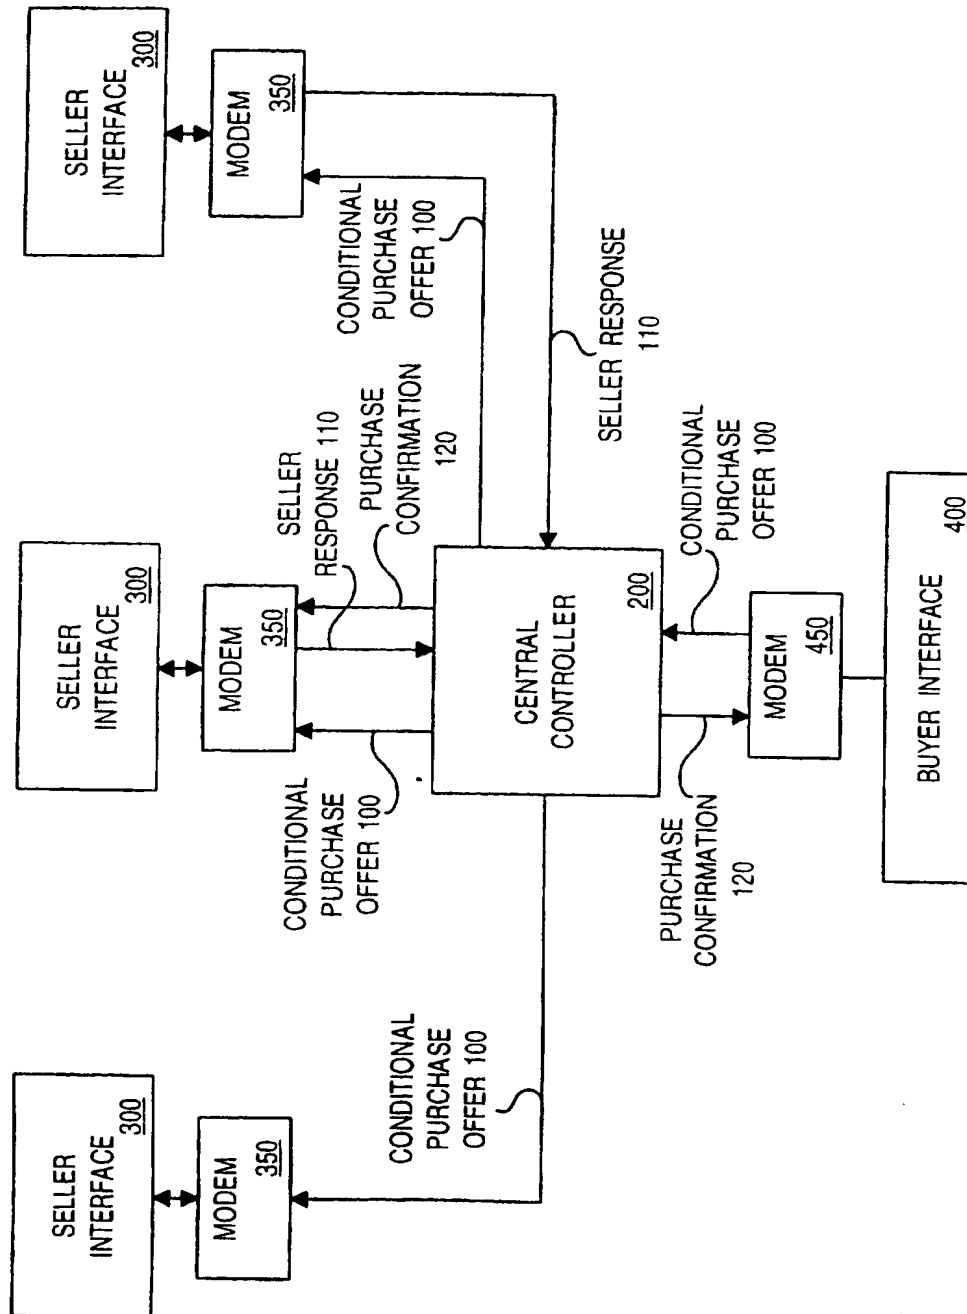 SELLER
INTERFACE
300
MODEM
350
CONDITIONAL
PURCHASE
OFFER 100
SELLER
INTERFACE
300
MODEM
350
CONDITIONAL
PURCHASE
OFFER 100
SELLER
RESPONSE 110
PURCHASE
CONFIRMATION
120
SELLER
INTERFACE
300
MODEM
350
CONDITIONAL
PURCHASE
OFFER 100
SELLER RESPONSE
110
CENTRAL
CONTROLLER
200
PURCHASE
CONFIRMATION
120
CONDITIONAL
PURCHASE
OFFER 100
MODEM
450
BUYER INTERFACE
400